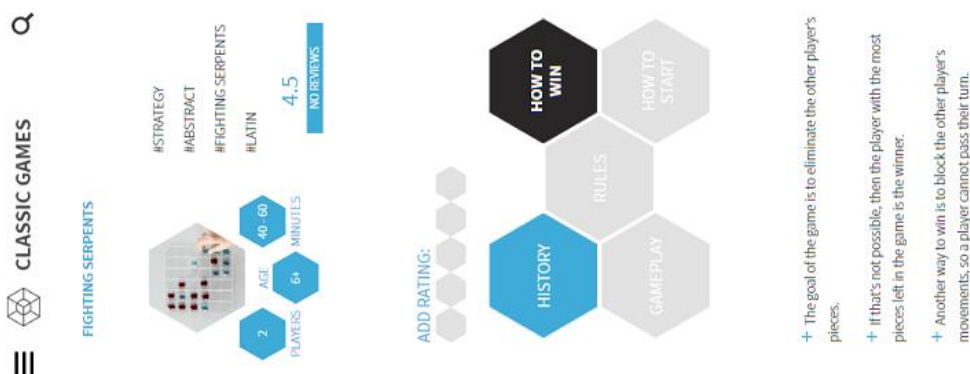 CLASSIC GAMES
FIGHTING SERPENTS
#STRATEGY
#ABSTRACT
#FIGHTING SERPENTS
#LATIN
2
PLAYERS
AGE
6+
40 - 60
MINUTES
4.5
NO REVIEWS
ADD RATING:
HISTORY
HOW TO
WIN
RULES
GAMEPLAY
HOW TO
START
+ The goal of the game is to eliminate the other player's
pieces.
+ If that's not possible, then the player with the most
pieces left in the game is the winner.
+ Another way to win is to block the other player's
movements, so a player cannot pass their turn.